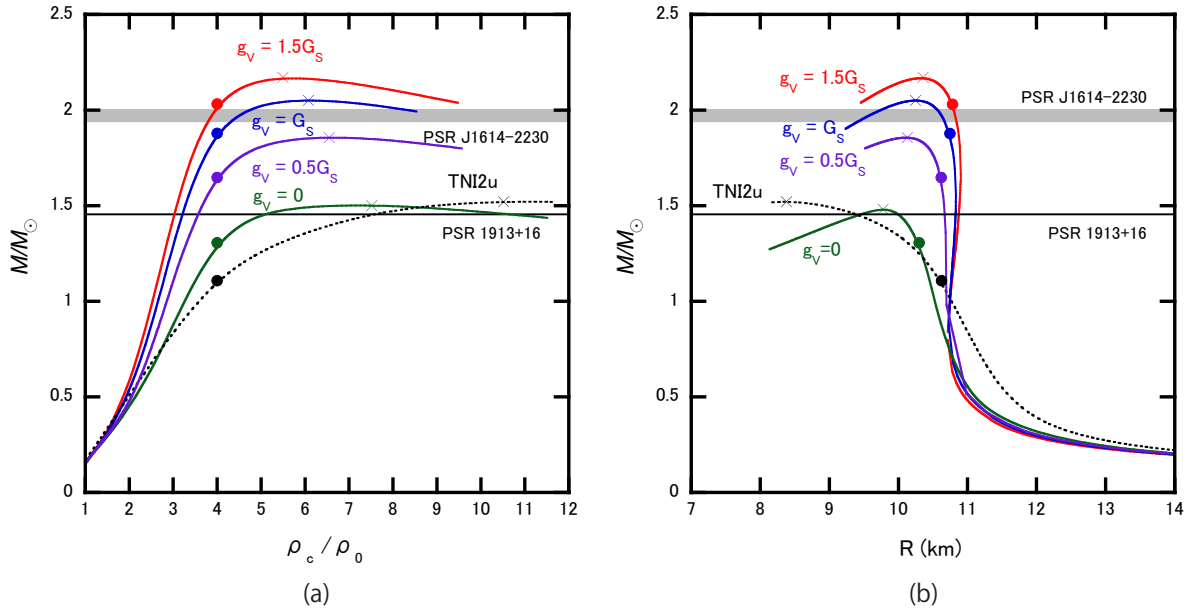 2.5
2
1.5
1
0.5
0
M/M☉
g_V = 1.5G_S
g_V = G_S
PSR J1614-2230
g_V = 0.5G_S
TNI2u
g_V = 0
PSR 1913+16
1 2 3 4 5 6 7 8 9 10 11 12
ρ_c / ρ_0
(a)
2.5
2
1.5
1
0.5
0
M/M☉
g_V = 1.5G_S
PSR J1614-2230
g_V = G_S
g_V = 0.5G_S
TNI2u
PSR 1913+16
g_V=0
7 8 9 10 11 12 13 14
R (km)
(b)